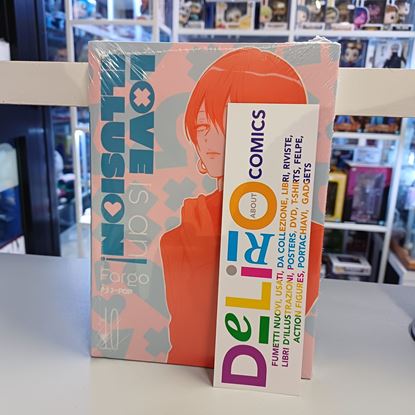 LOVE is an
ILLUSION!
Fargo
J-POP
DeLiRiO
ABOUT
COMICS
FUMETTI NUOVI, USATI, DA COLLEZIONE, LIBRI, RIVISTE,
LIBRI D'ILLUSTRAZIONI, POSTERS, DVD, T-SHIRTS, FELPE,
ACTION FIGURES, PORTACHIAVI, GADGETS